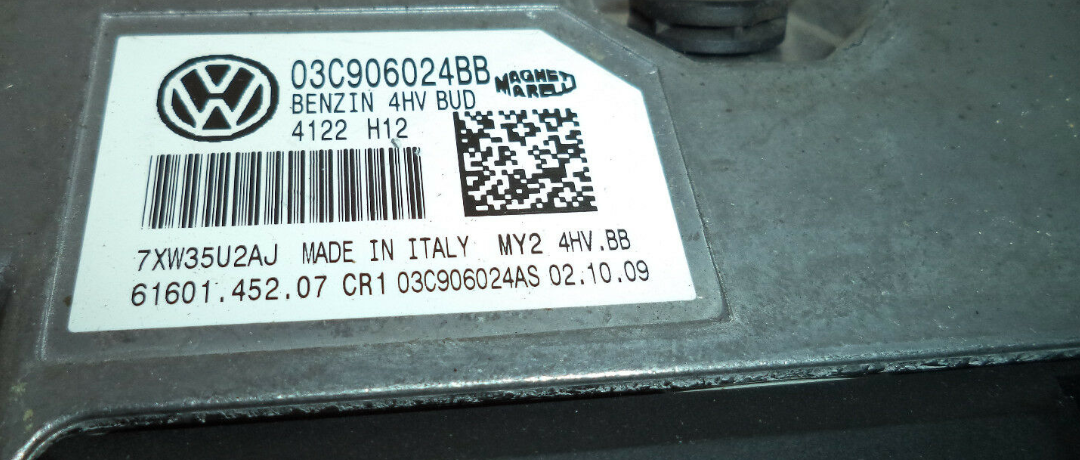 03C906024BB
MAGNETI
MARELLI
BENZIN 4HV BUD
4122 H12
7XW35U2AJ MADE IN ITALY MY2 4HV.BB
61601.452.07 CR1 03C906024AS 02.10.09